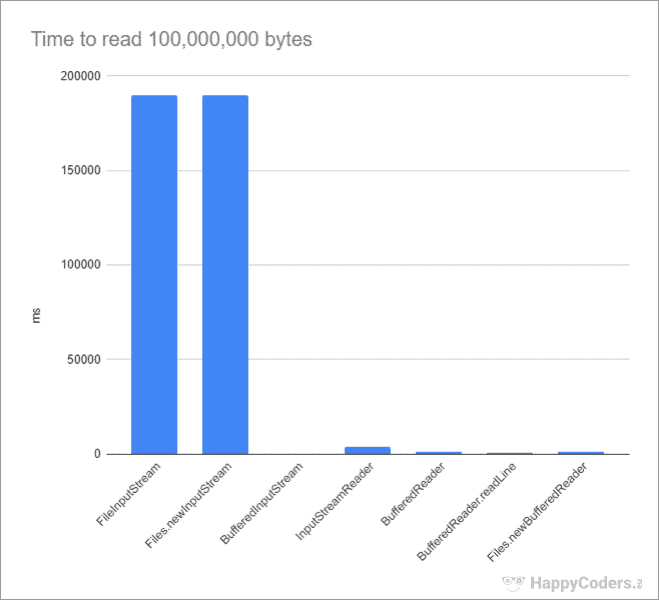 Time to read 100,000,000 bytes
200000
150000
100000
50000
0
ms
FileInputStream
Files.newInputStream
BufferedInputStream
InputStreamReader
BufferedReader
BufferedReader.readLine
Files.newBufferedReader
HappyCoders.e